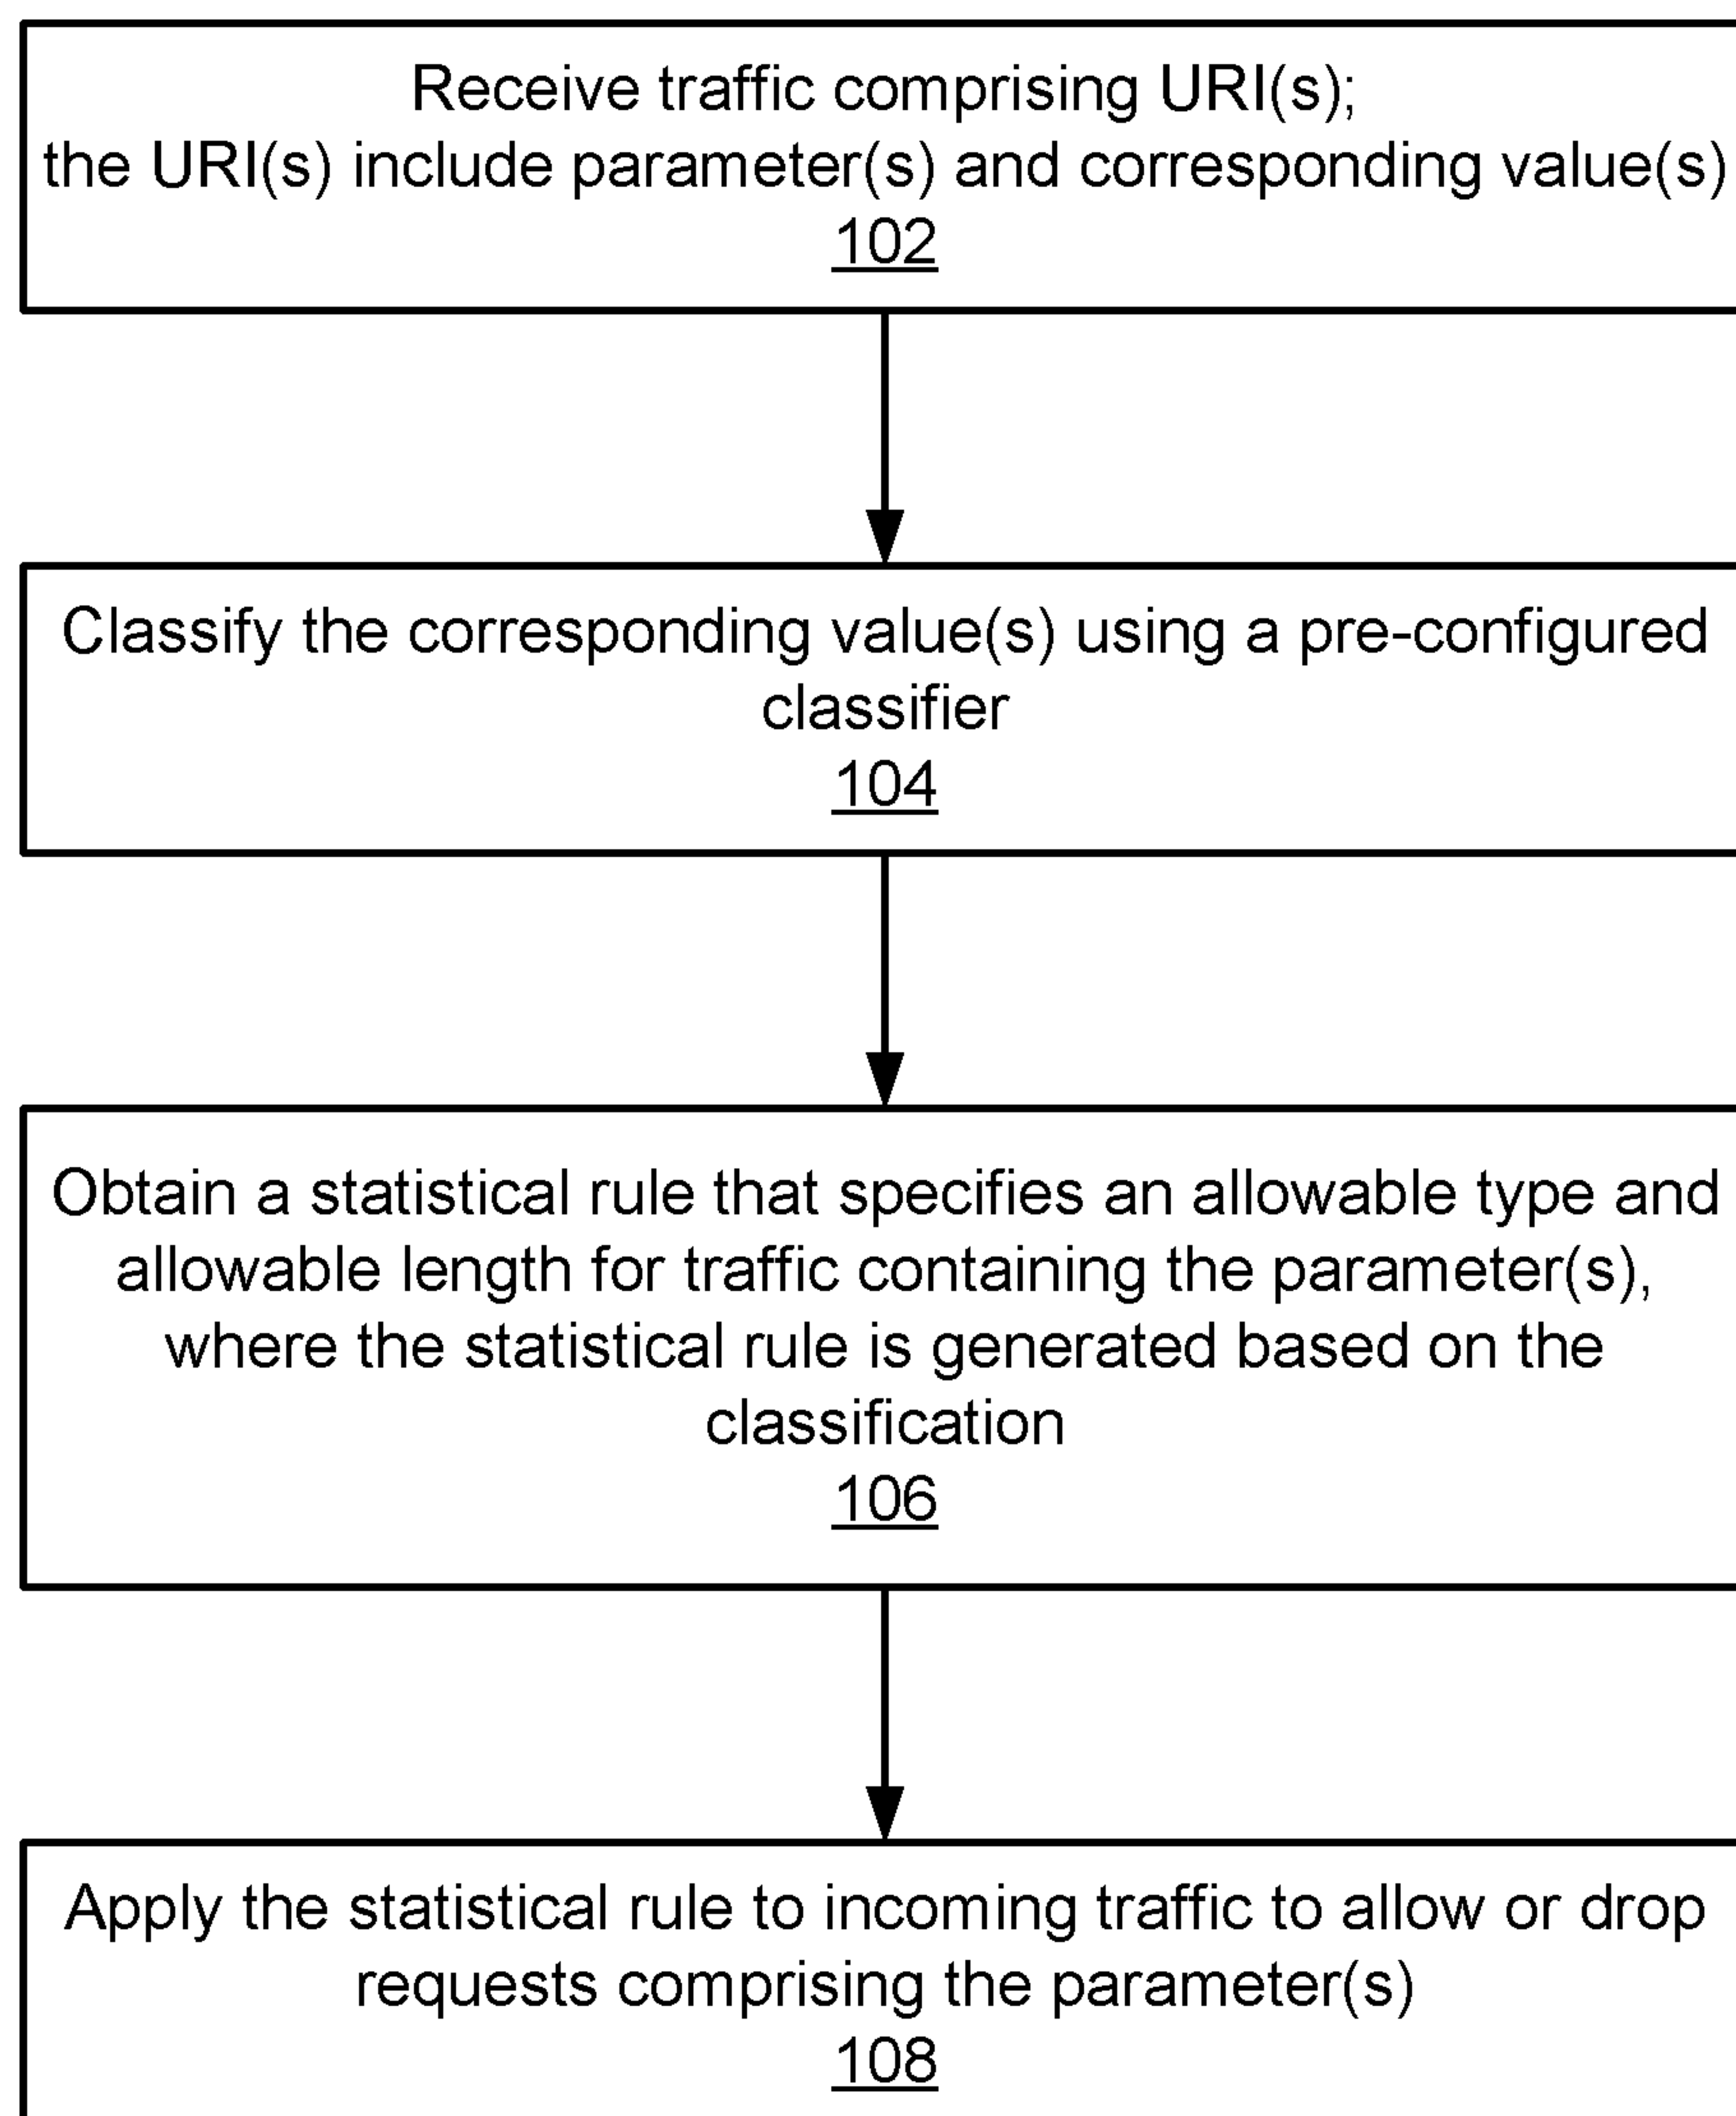 Receive traffic comprising URI(s);
the URI(s) include parameter(s) and corresponding value(s)
102
Classify the corresponding value(s) using a pre-configured
classifier
104
Obtain a statistical rule that specifies an allowable type and
allowable length for traffic containing the parameter(s),
where the statistical rule is generated based on the
classification
106
Apply the statistical rule to incoming traffic to allow or drop
requests comprising the parameter(s)
108